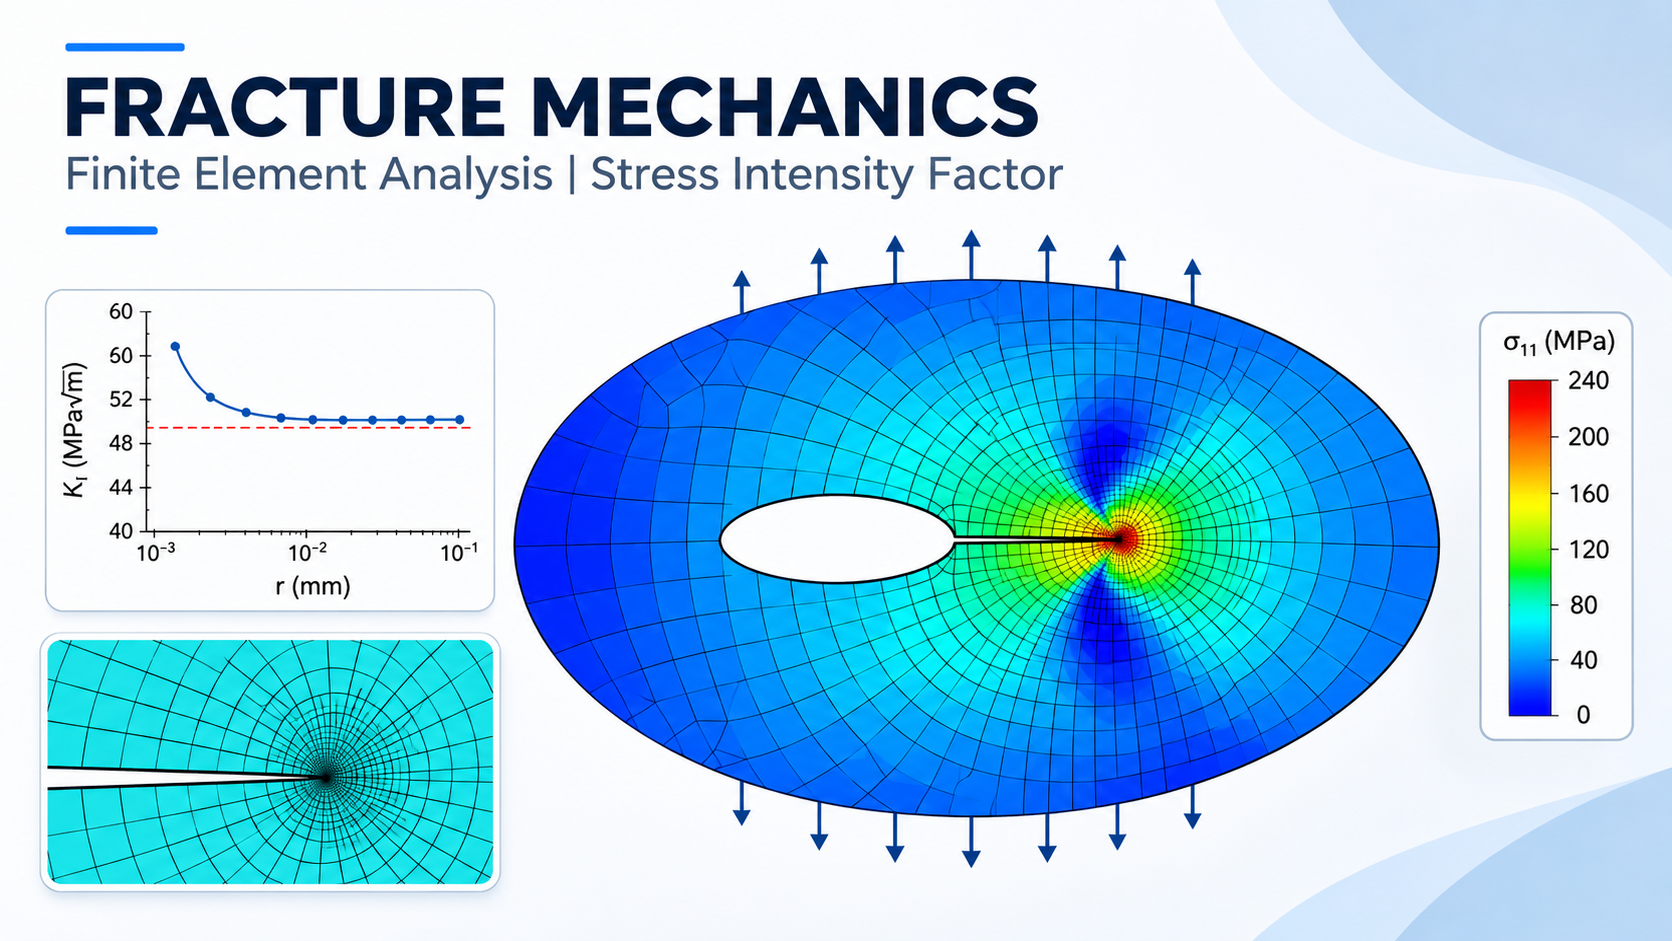 FRACTURE MECHANICS
Finite Element Analysis | Stress Intensity Factor
60
50
52
48
44
40
K_I (MPa√m)
10⁻³ 10⁻² 10⁻¹
r (mm)
σ₁₁ (MPa)
240
200
160
120
80
40
0